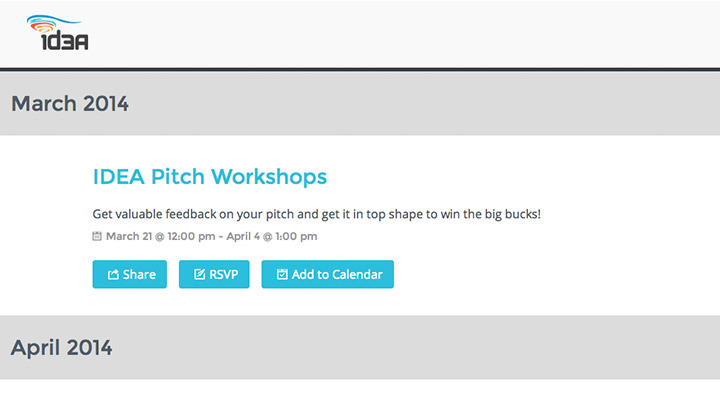 id3A
March 2014
IDEA Pitch Workshops
Get valuable feedback on your pitch and get it in top shape to win the big bucks!
March 21 @ 12:00 pm - April 4 @ 1:00 pm
Share RSVP Add to Calendar
April 2014